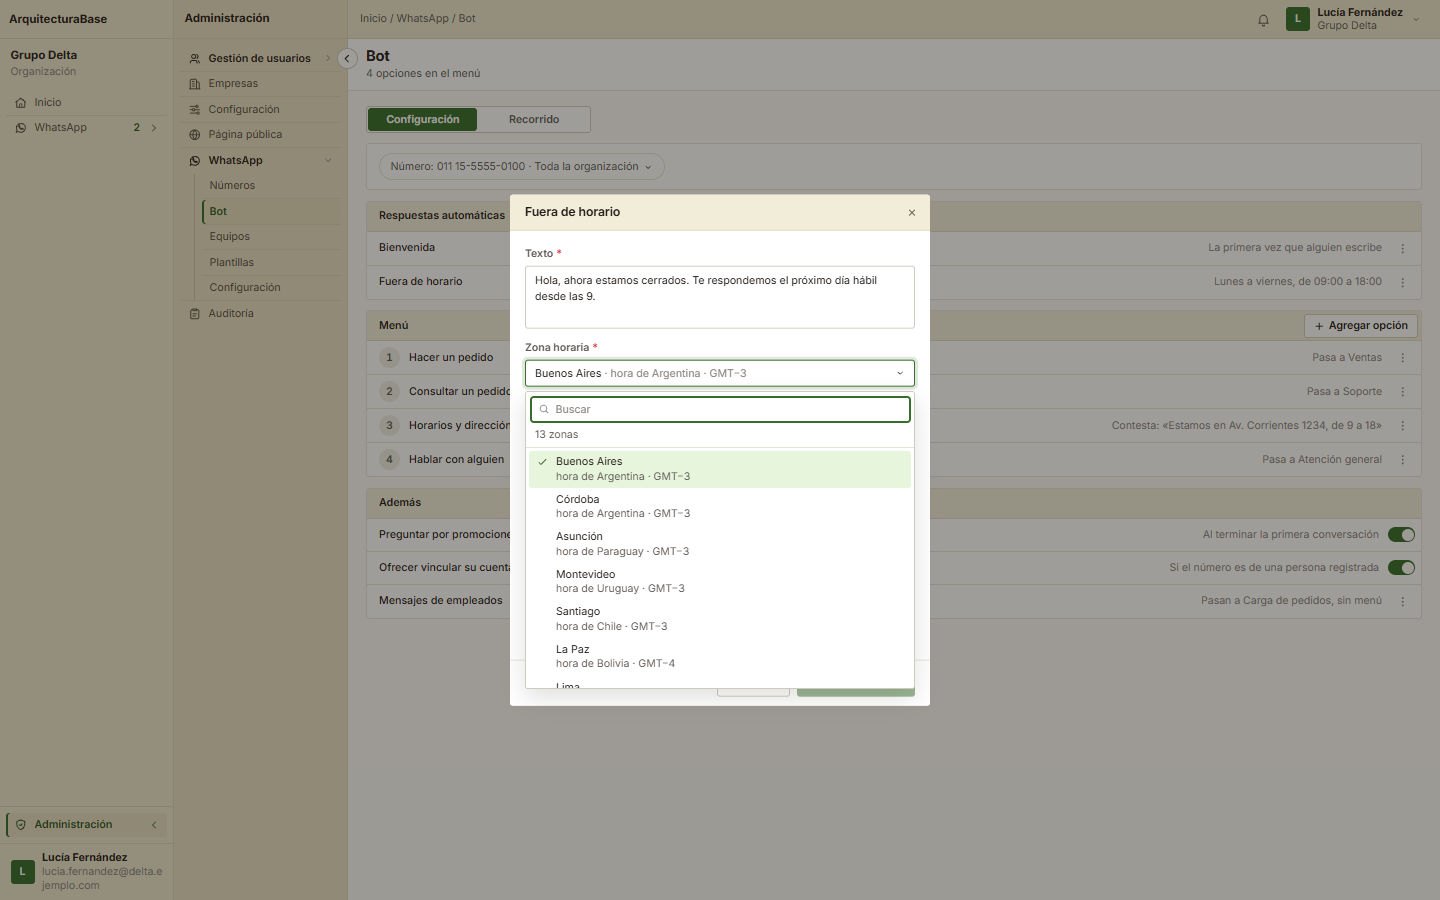 ArquitecturaBase
Grupo Delta
Organización
Inicio
WhatsApp 2
Administración
Lucía Fernández
lucia.fernandez@delta.e
jemplo.com
Administración
Gestión de usuarios
Empresas
Configuración
Página pública
WhatsApp
Números
Bot
Equipos
Plantillas
Configuración
Auditoría
Inicio / WhatsApp / Bot
L
Lucía Fernández
Grupo Delta
Bot
4 opciones en el menú
Configuración
Recorrido
Número: 011 15-5555-0100 · Toda la organización
Respuestas automáticas
Bienvenida
La primera vez que alguien escribe
Fuera de horario
Lunes a viernes, de 09:00 a 18:00
Menú
+ Agregar opción
1 Hacer un pedido
Pasa a Ventas
2 Consultar un pedido
Pasa a Soporte
3 Horarios y dirección
Contesta: «Estamos en Av. Corrientes 1234, de 9 a 18»
4 Hablar con alguien
Pasa a Atención general
Además
Preguntar por promocione
Al terminar la primera conversación
Ofrecer vincular su cuent
Si el número es de una persona registrada
Mensajes de empleados
Pasan a Carga de pedidos, sin menú
Fuera de horario
Texto *
Hola, ahora estamos cerrados. Te respondemos el próximo día hábil
desde las 9.
Zona horaria *
Buenos Aires · hora de Argentina · GMT−3
Buscar
13 zonas
Buenos Aires
hora de Argentina · GMT−3
Córdoba
hora de Argentina · GMT−3
Asunción
hora de Paraguay · GMT−3
Montevideo
hora de Uruguay · GMT−3
Santiago
hora de Chile · GMT−3
La Paz
hora de Bolivia · GMT−4
Lima
L